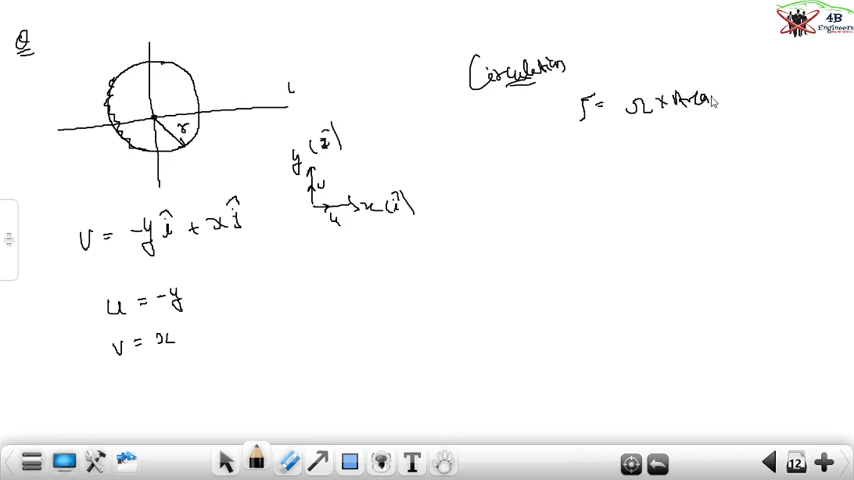 Q
4B
Engineers
Circulation
Γ = Ω × Area
r
y (ĵ)
v
x (î)
u
V = -y î + x ĵ
u = -y
v = x
T
12